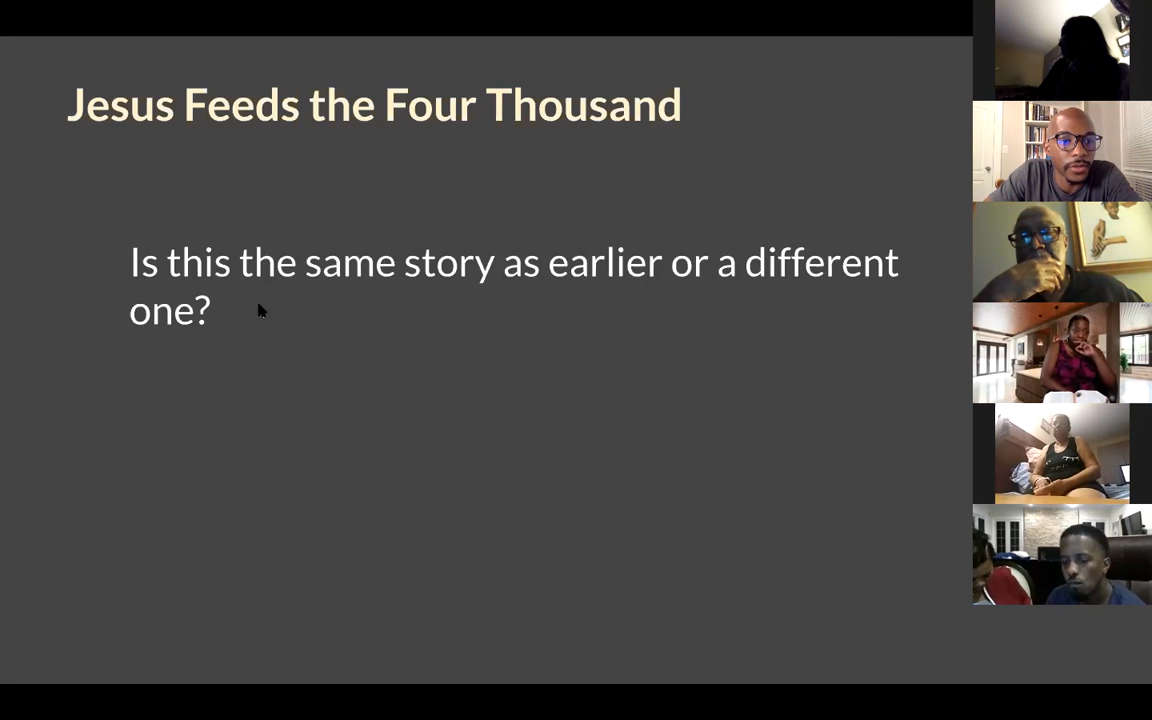 Jesus Feeds the Four Thousand
Is this the same story as earlier or a different
one?